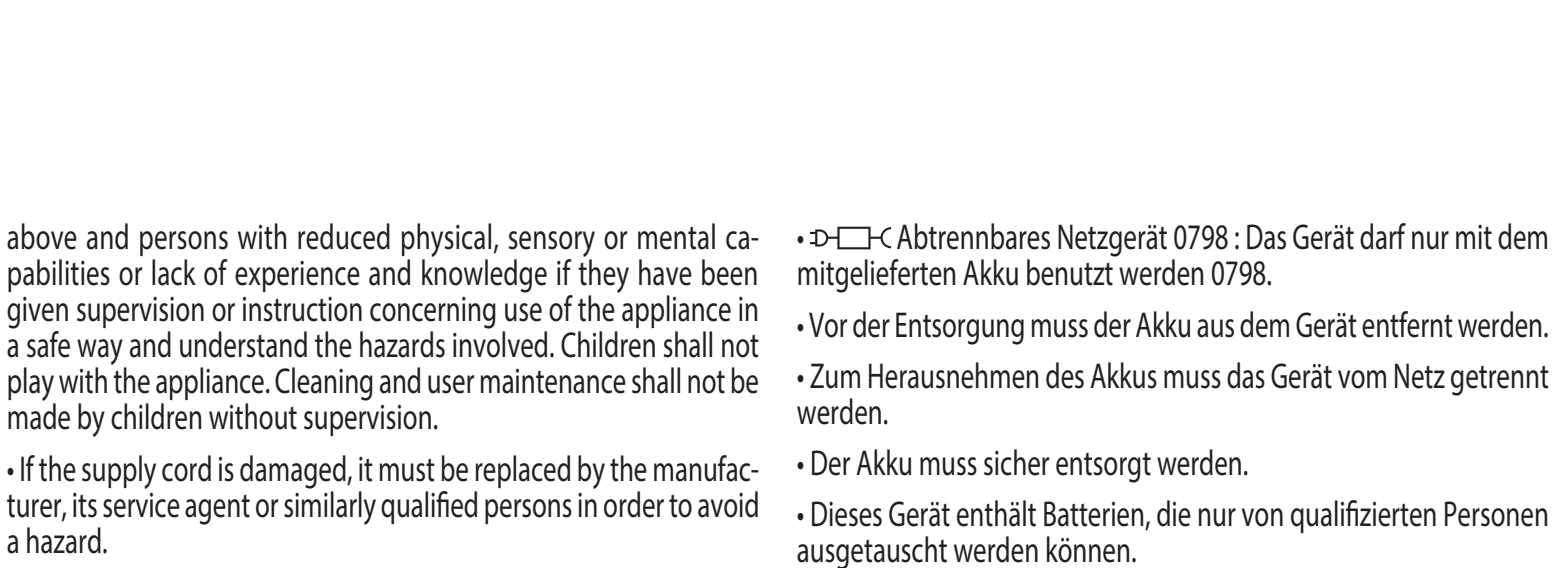 above and persons with reduced physical, sensory or mental ca-
pabilities or lack of experience and knowledge if they have been
given supervision or instruction concerning use of the appliance in
a safe way and understand the hazards involved. Children shall not
play with the appliance. Cleaning and user maintenance shall not be
made by children without supervision.
• If the supply cord is damaged, it must be replaced by the manufac-
turer, its service agent or similarly qualified persons in order to avoid
a hazard.
• Abtrennbares Netzgerät 0798 : Das Gerät darf nur mit dem
mitgelieferten Akku benutzt werden 0798.
• Vor der Entsorgung muss der Akku aus dem Gerät entfernt werden.
• Zum Herausnehmen des Akkus muss das Gerät vom Netz getrennt
werden.
• Der Akku muss sicher entsorgt werden.
• Dieses Gerät enthält Batterien, die nur von qualifizierten Personen
ausgetauscht werden können.